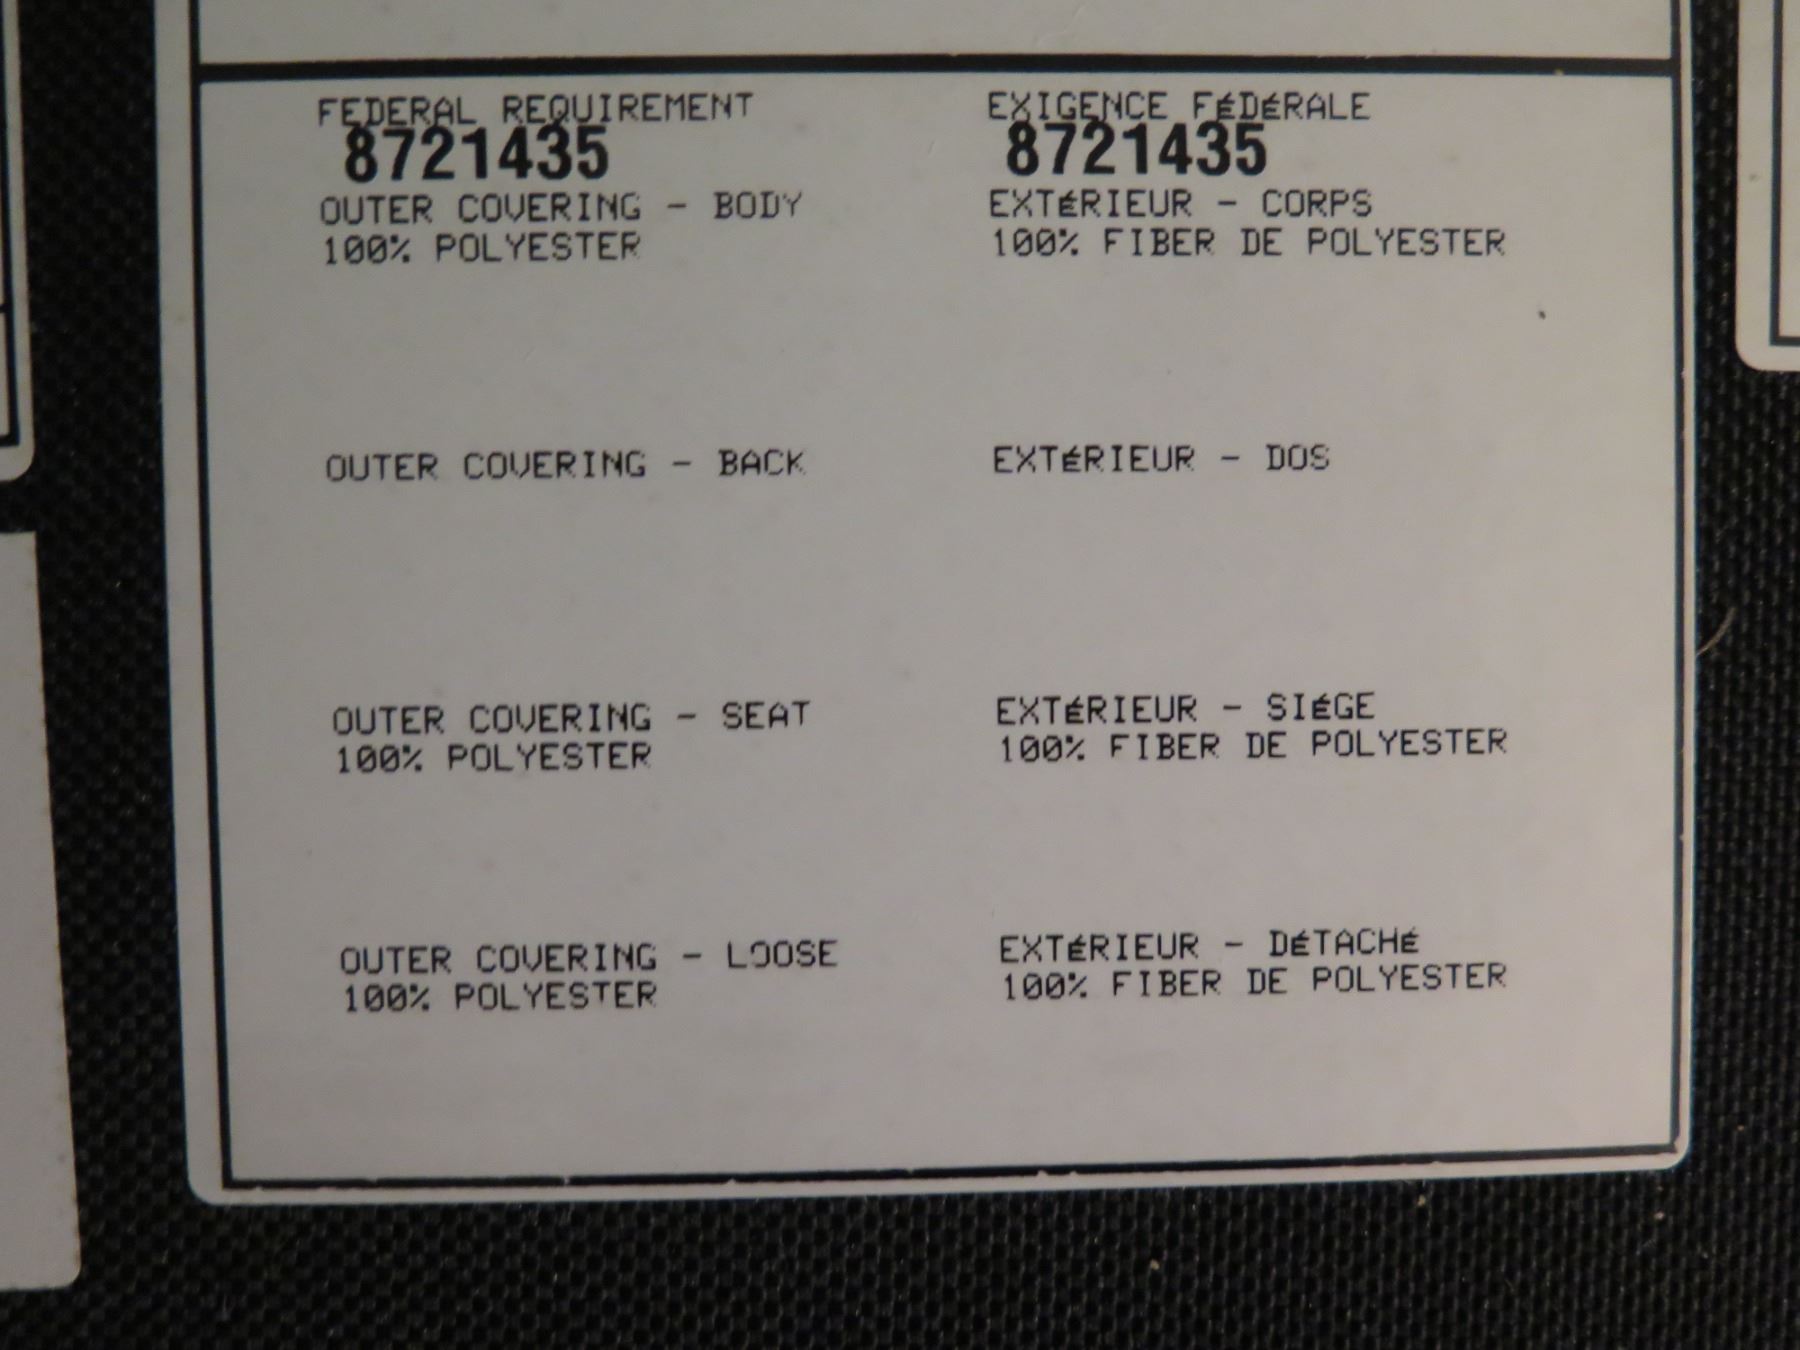 FEDERAL REQUIREMENT
8721435
OUTER COVERING - BODY
100% POLYESTER
OUTER COVERING - BACK
OUTER COVERING - SEAT
100% POLYESTER
OUTER COVERING - LOOSE
100% POLYESTER
EXIGENCE FÉDÉRALE
8721435
EXTÉRIEUR - CORPS
100% FIBER DE POLYESTER
EXTÉRIEUR - DOS
EXTÉRIEUR - SIÉGE
100% FIBER DE POLYESTER
EXTÉRIEUR - DÉTACHÉ
100% FIBER DE POLYESTER